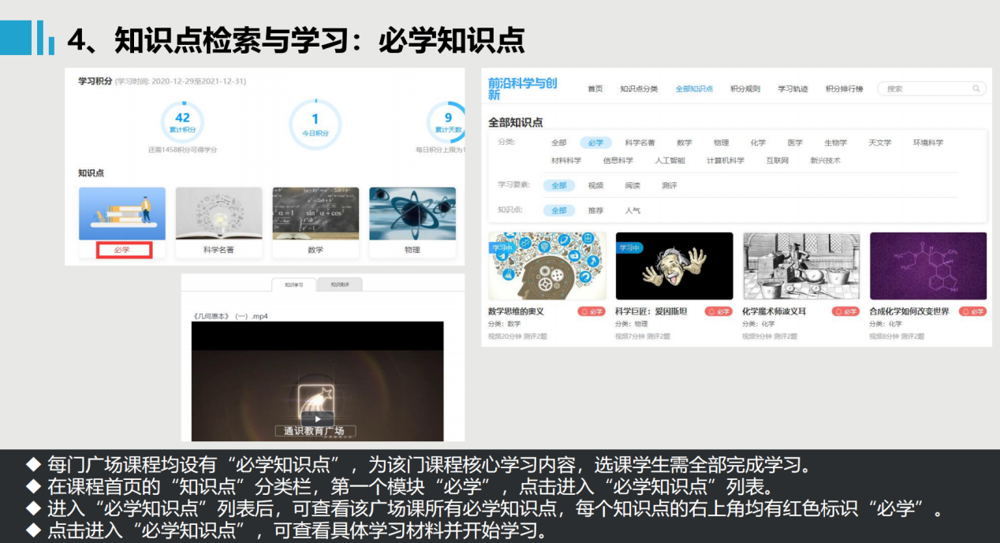 4、知识点检索与学习：必学知识点
学习积分 (学习时间: 2020-12-29至2021-12-31)
42
累计积分
还需1458积分可得学分
1
今日积分
9
累计天数
每日积分上限为1
知识点
必学
科学名著
数学
物理
知识学习
知识测评
《几何原本》（一）.mp4
通识教育广场
前沿科学与创
新
首页 知识点分类 全部知识点 积分规则 学习轨迹 积分排行榜 搜索
全部知识点
分类: 全部 必学 科学名著 数学 物理 化学 医学 生物学 天文学 环境科学
材料科学 信息科学 人工智能 计算机科学 互联网 新兴技术
学习要素: 全部 视频 阅读 测评
知识点: 全部 推荐 人气
学习中
学习中
数学思维的奥义 必学
分类: 数学
视频20分钟 测评2题
科学巨匠：爱因斯坦 必学
分类: 物理
视频7分钟 测评2题
化学魔术师波义耳 必学
分类: 化学
视频9分钟 测评2题
合成化学如何改变世界 必学
分类: 化学
视频8分钟 测评2题
◆ 每门广场课程均设有“必学知识点”，为该门课程核心学习内容，选课学生需全部完成学习。
◆ 在课程首页的“知识点”分类栏，第一个模块“必学”，点击进入“必学知识点”列表。
◆ 进入“必学知识点”列表后，可查看该广场课所有必学知识点，每个知识点的右上角均有红色标识“必学”。
◆ 点击进入“必学知识点”，可查看具体学习材料并开始学习。